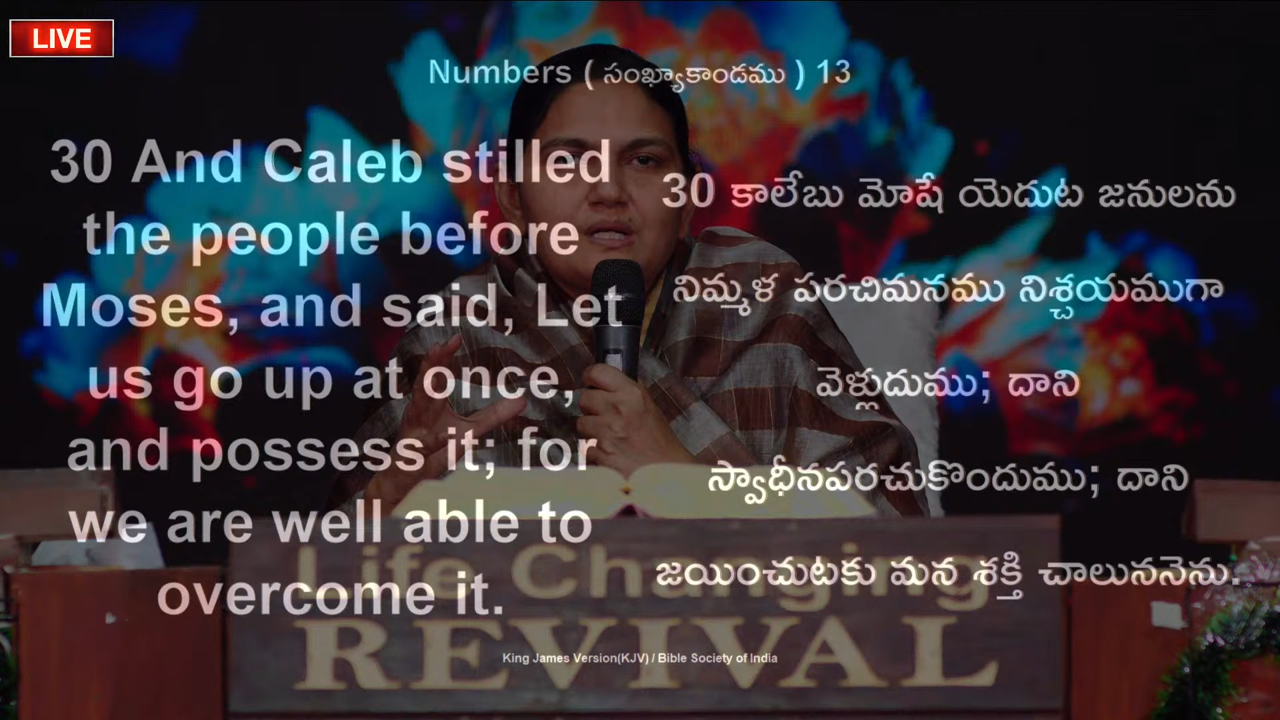 LIVE
Numbers ( సంఖ్యాకాండము ) 13
30 And Caleb stilled
the people before
Moses, and said, Let
us go up at once,
and possess it; for
we are well able to
overcome it.
30 కాలేబు మోషే యెదుట జనులను
నిమ్మళ పరచిమనము నిశ్చయముగా
వెళ్లుదుము; దాని
స్వాధీనపరచుకొందుము; దాని
జయించుటకు మన శక్తి చాలుననెను.
Life Changing
REVIVAL
King James Version(KJV) / Bible Society of India